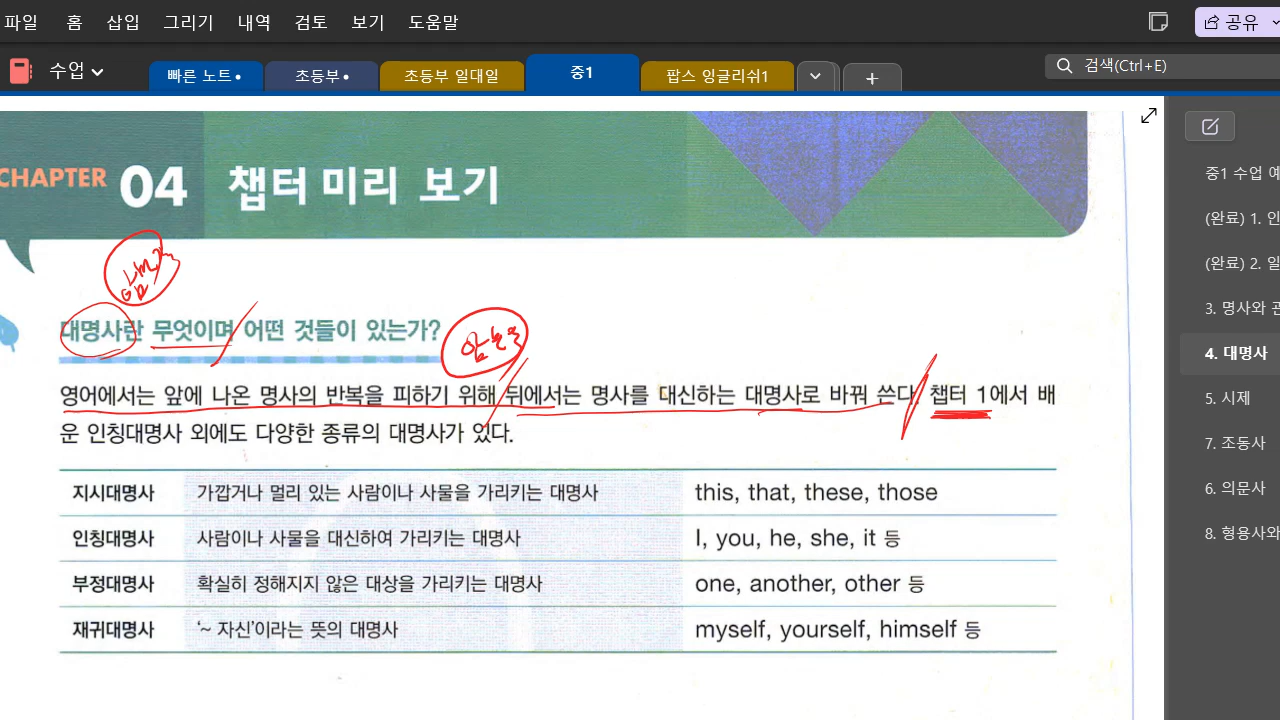 파일 홈 삽입 그리기 내역 검토 보기 도움말 공유
수업 빠른 노트 초등부 초등부 일대일 중1 팝스 잉글리쉬1 + 검색(Ctrl+E)
CHAPTER 04 챕터 미리 보기
대명사란 무엇이며 어떤 것들이 있는가?
영어에서는 앞에 나온 명사의 반복을 피하기 위해 뒤에서는 명사를 대신하는 대명사로 바꿔 쓴다. 챕터 1에서 배
운 인칭대명사 외에도 다양한 종류의 대명사가 있다.
지시대명사 가깝거나 멀리 있는 사람이나 사물을 가리키는 대명사 this, that, these, those
인칭대명사 사람이나 사물을 대신하여 가리키는 대명사 I, you, he, she, it 등
부정대명사 확실히 정해지지 않은 대상을 가리키는 대명사 one, another, other 등
재귀대명사 '~ 자신'이라는 뜻의 대명사 myself, yourself, himself 등
중1 수업 예
(완료) 1. 인
(완료) 2. 일
3. 명사와 관
4. 대명사
5. 시제
7. 조동사
6. 의문사
8. 형용사와